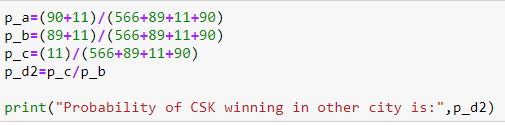 p_a=(90+11)/(566+89+11+90)
p_b=(89+11)/(566+89+11+90)
p_c=(11)/(566+89+11+90)
p_d2=p_c/p_b
print("Probability of CSK winning in other city is:",p_d2)